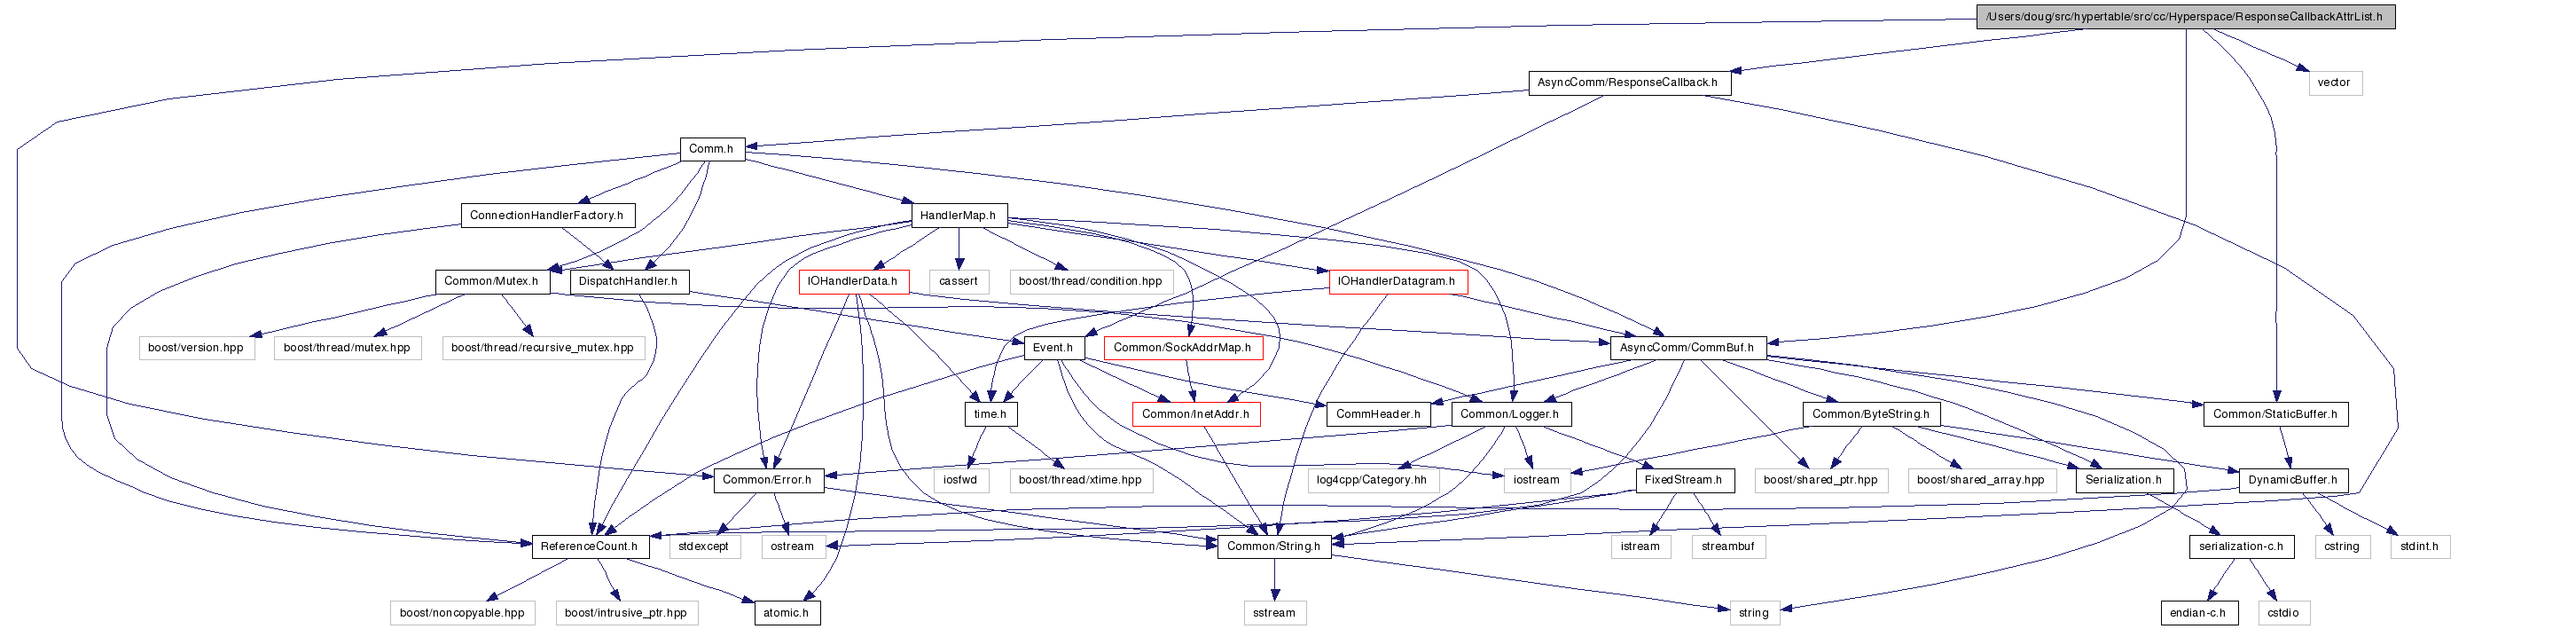 /Users/doug/src/hypertable/src/cc/Hyperspace/ResponseCallbackAttrList.h
AsyncComm/ResponseCallback.h
vector
Comm.h
ConnectionHandlerFactory.h
HandlerMap.h
Common/Mutex.h
DispatchHandler.h
IOHandlerData.h
cassert
boost/thread/condition.hpp
IOHandlerDatagram.h
boost/version.hpp
boost/thread/mutex.hpp
boost/thread/recursive_mutex.hpp
Event.h
Common/SockAddrMap.h
AsyncComm/CommBuf.h
time.h
Common/InetAddr.h
CommHeader.h
Common/Logger.h
Common/ByteString.h
Common/StaticBuffer.h
Common/Error.h
iosfwd
boost/thread/xtime.hpp
log4cpp/Category.hh
iostream
FixedStream.h
boost/shared_ptr.hpp
boost/shared_array.hpp
Serialization.h
DynamicBuffer.h
ReferenceCount.h
stdexcept
ostream
Common/String.h
istream
streambuf
serialization-c.h
cstring
stdint.h
boost/noncopyable.hpp
boost/intrusive_ptr.hpp
atomic.h
sstream
string
endian-c.h
cstdio